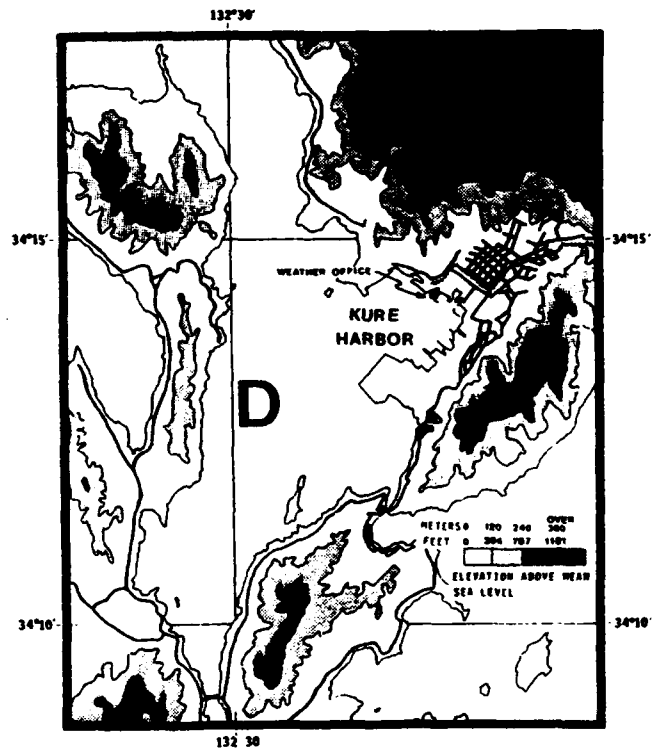 132°30'
34°15'
34°15'
WEATHER OFFICE
KURE
HARBOR
D
METERS 0 120 240 OVER 360
FEET 0 394 787 1181
ELEVATION ABOVE MEAN
SEA LEVEL
34°10'
34°10'
132 30